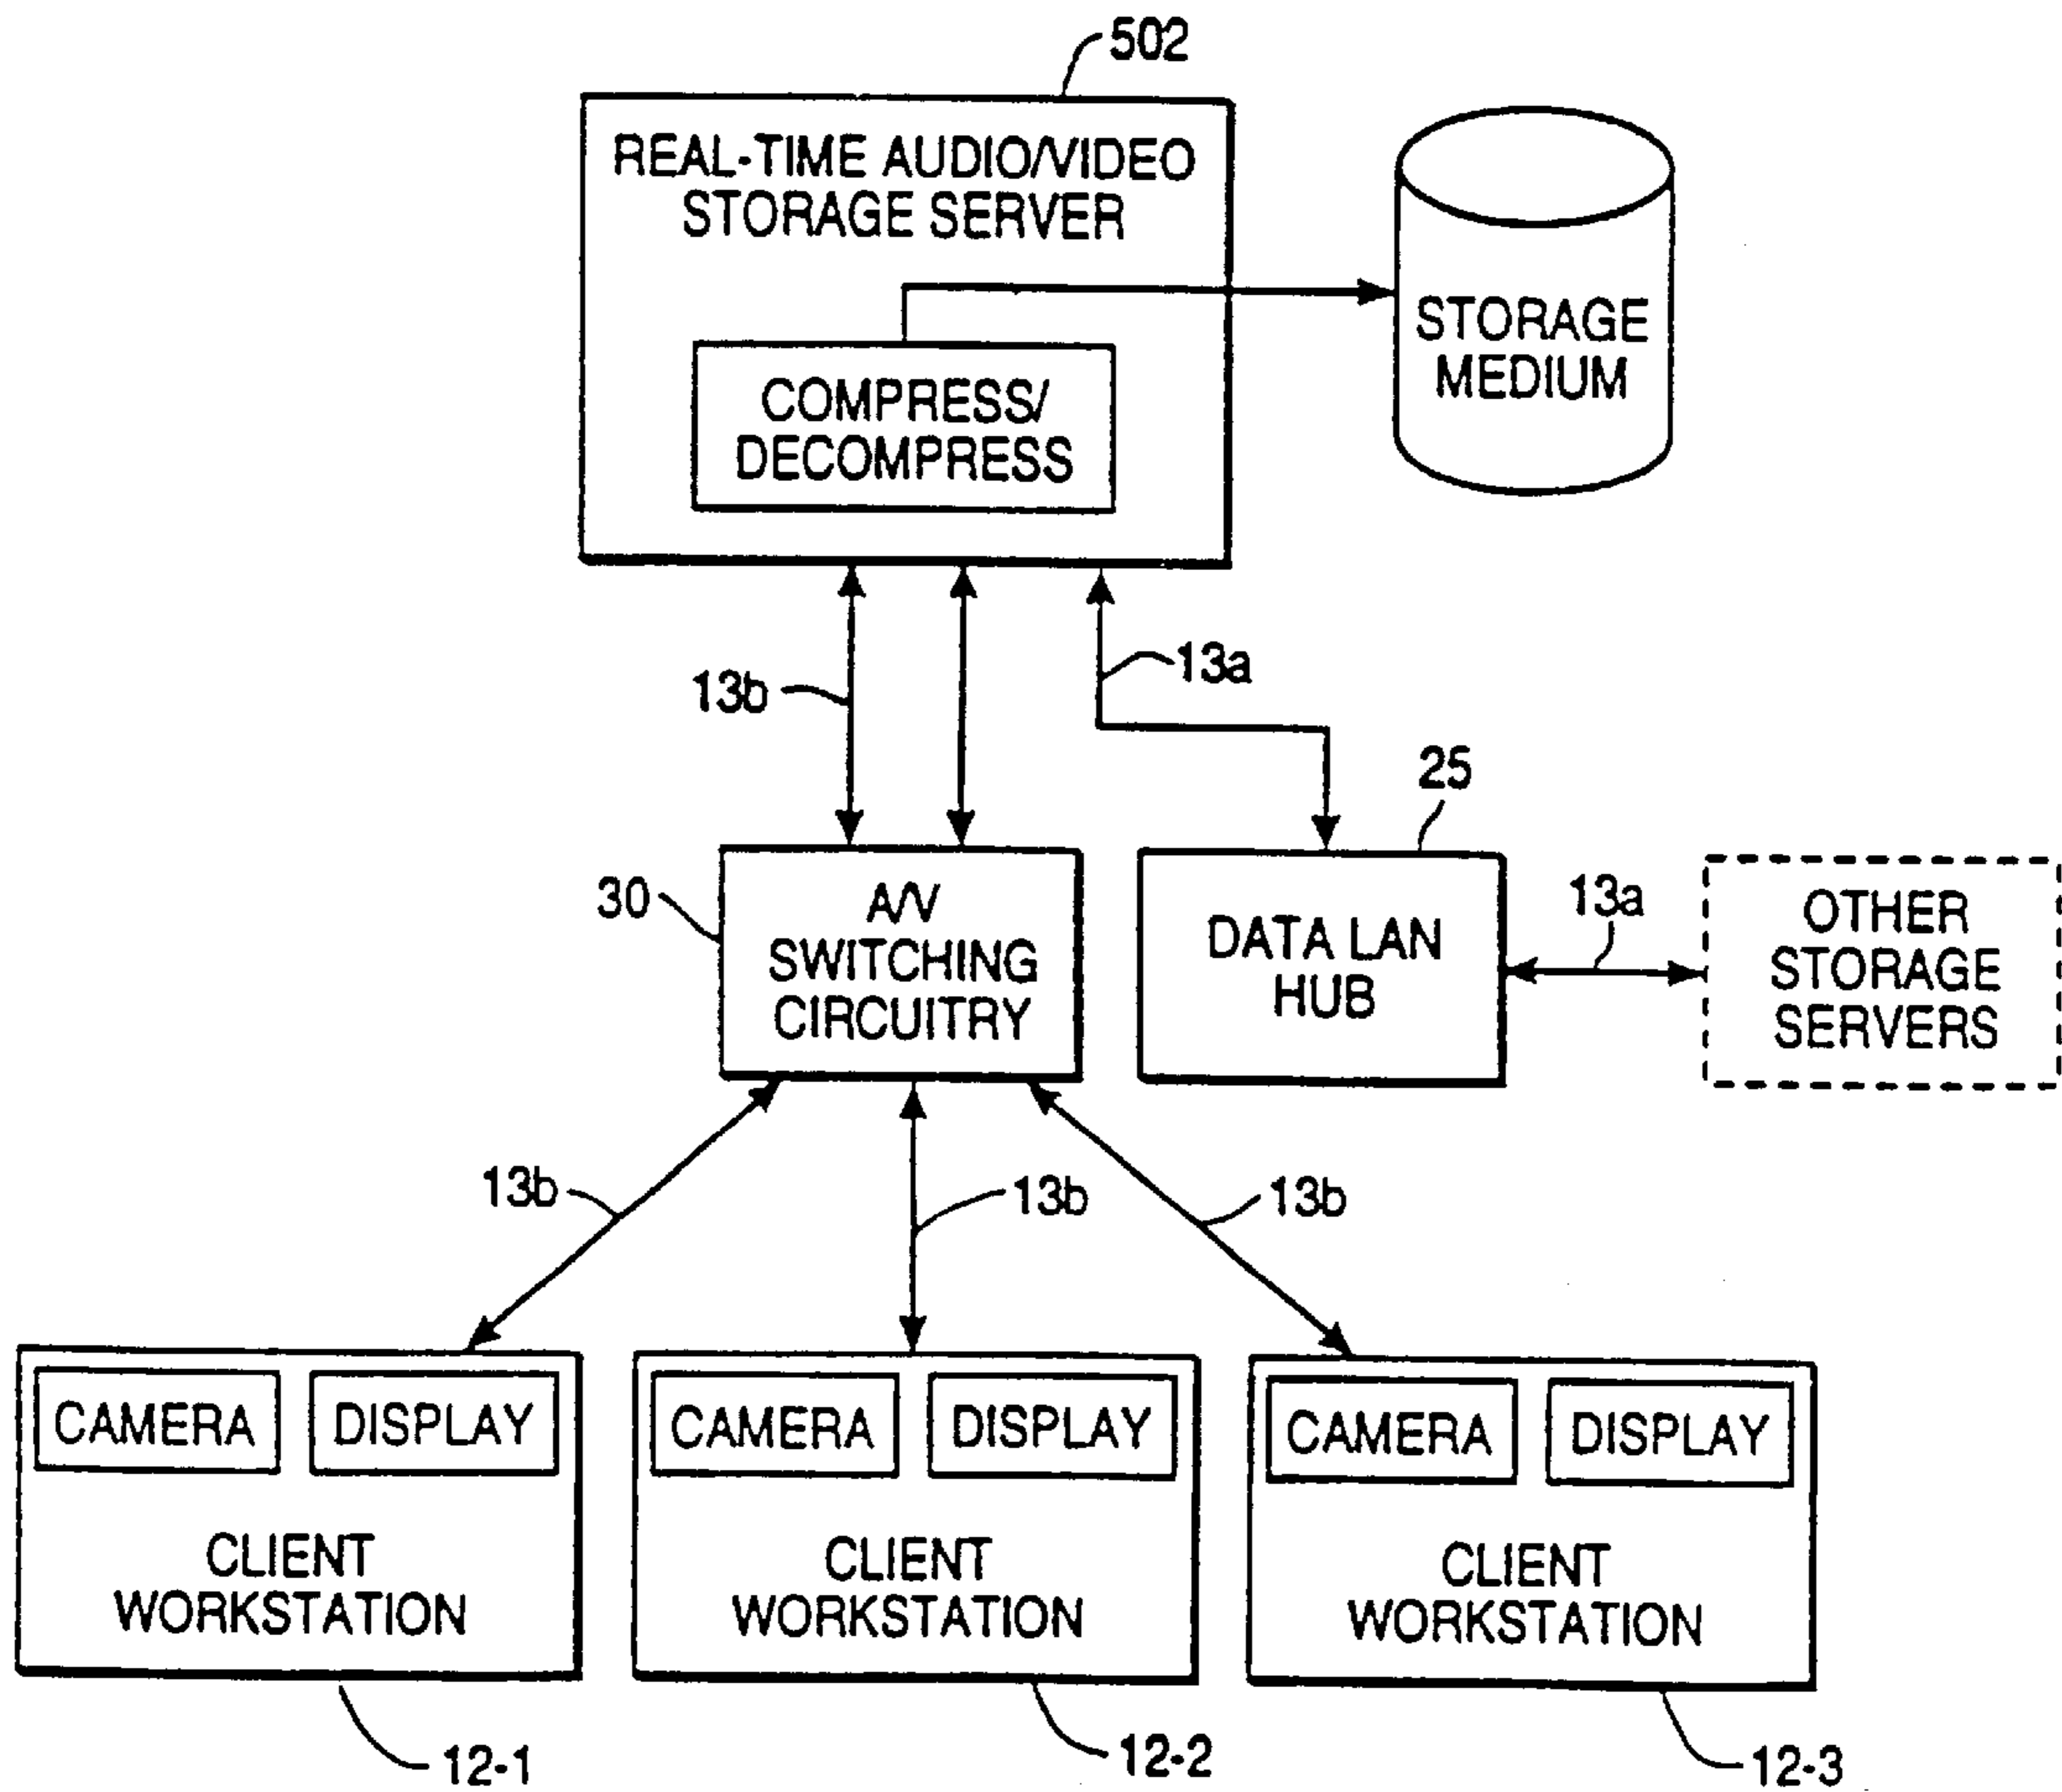 502
REAL-TIME AUDIO/VIDEO
STORAGE SERVER
COMPRESS/
DECOMPRESS
STORAGE
MEDIUM
13b
13a
25
30
A/V
SWITCHING
CIRCUITRY
DATA LAN
HUB
13a
OTHER
STORAGE
SERVERS
13b
13b
13b
CAMERA
DISPLAY
CLIENT
WORKSTATION
CAMERA
DISPLAY
CLIENT
WORKSTATION
CAMERA
DISPLAY
CLIENT
WORKSTATION
12-1
12-2
12-3